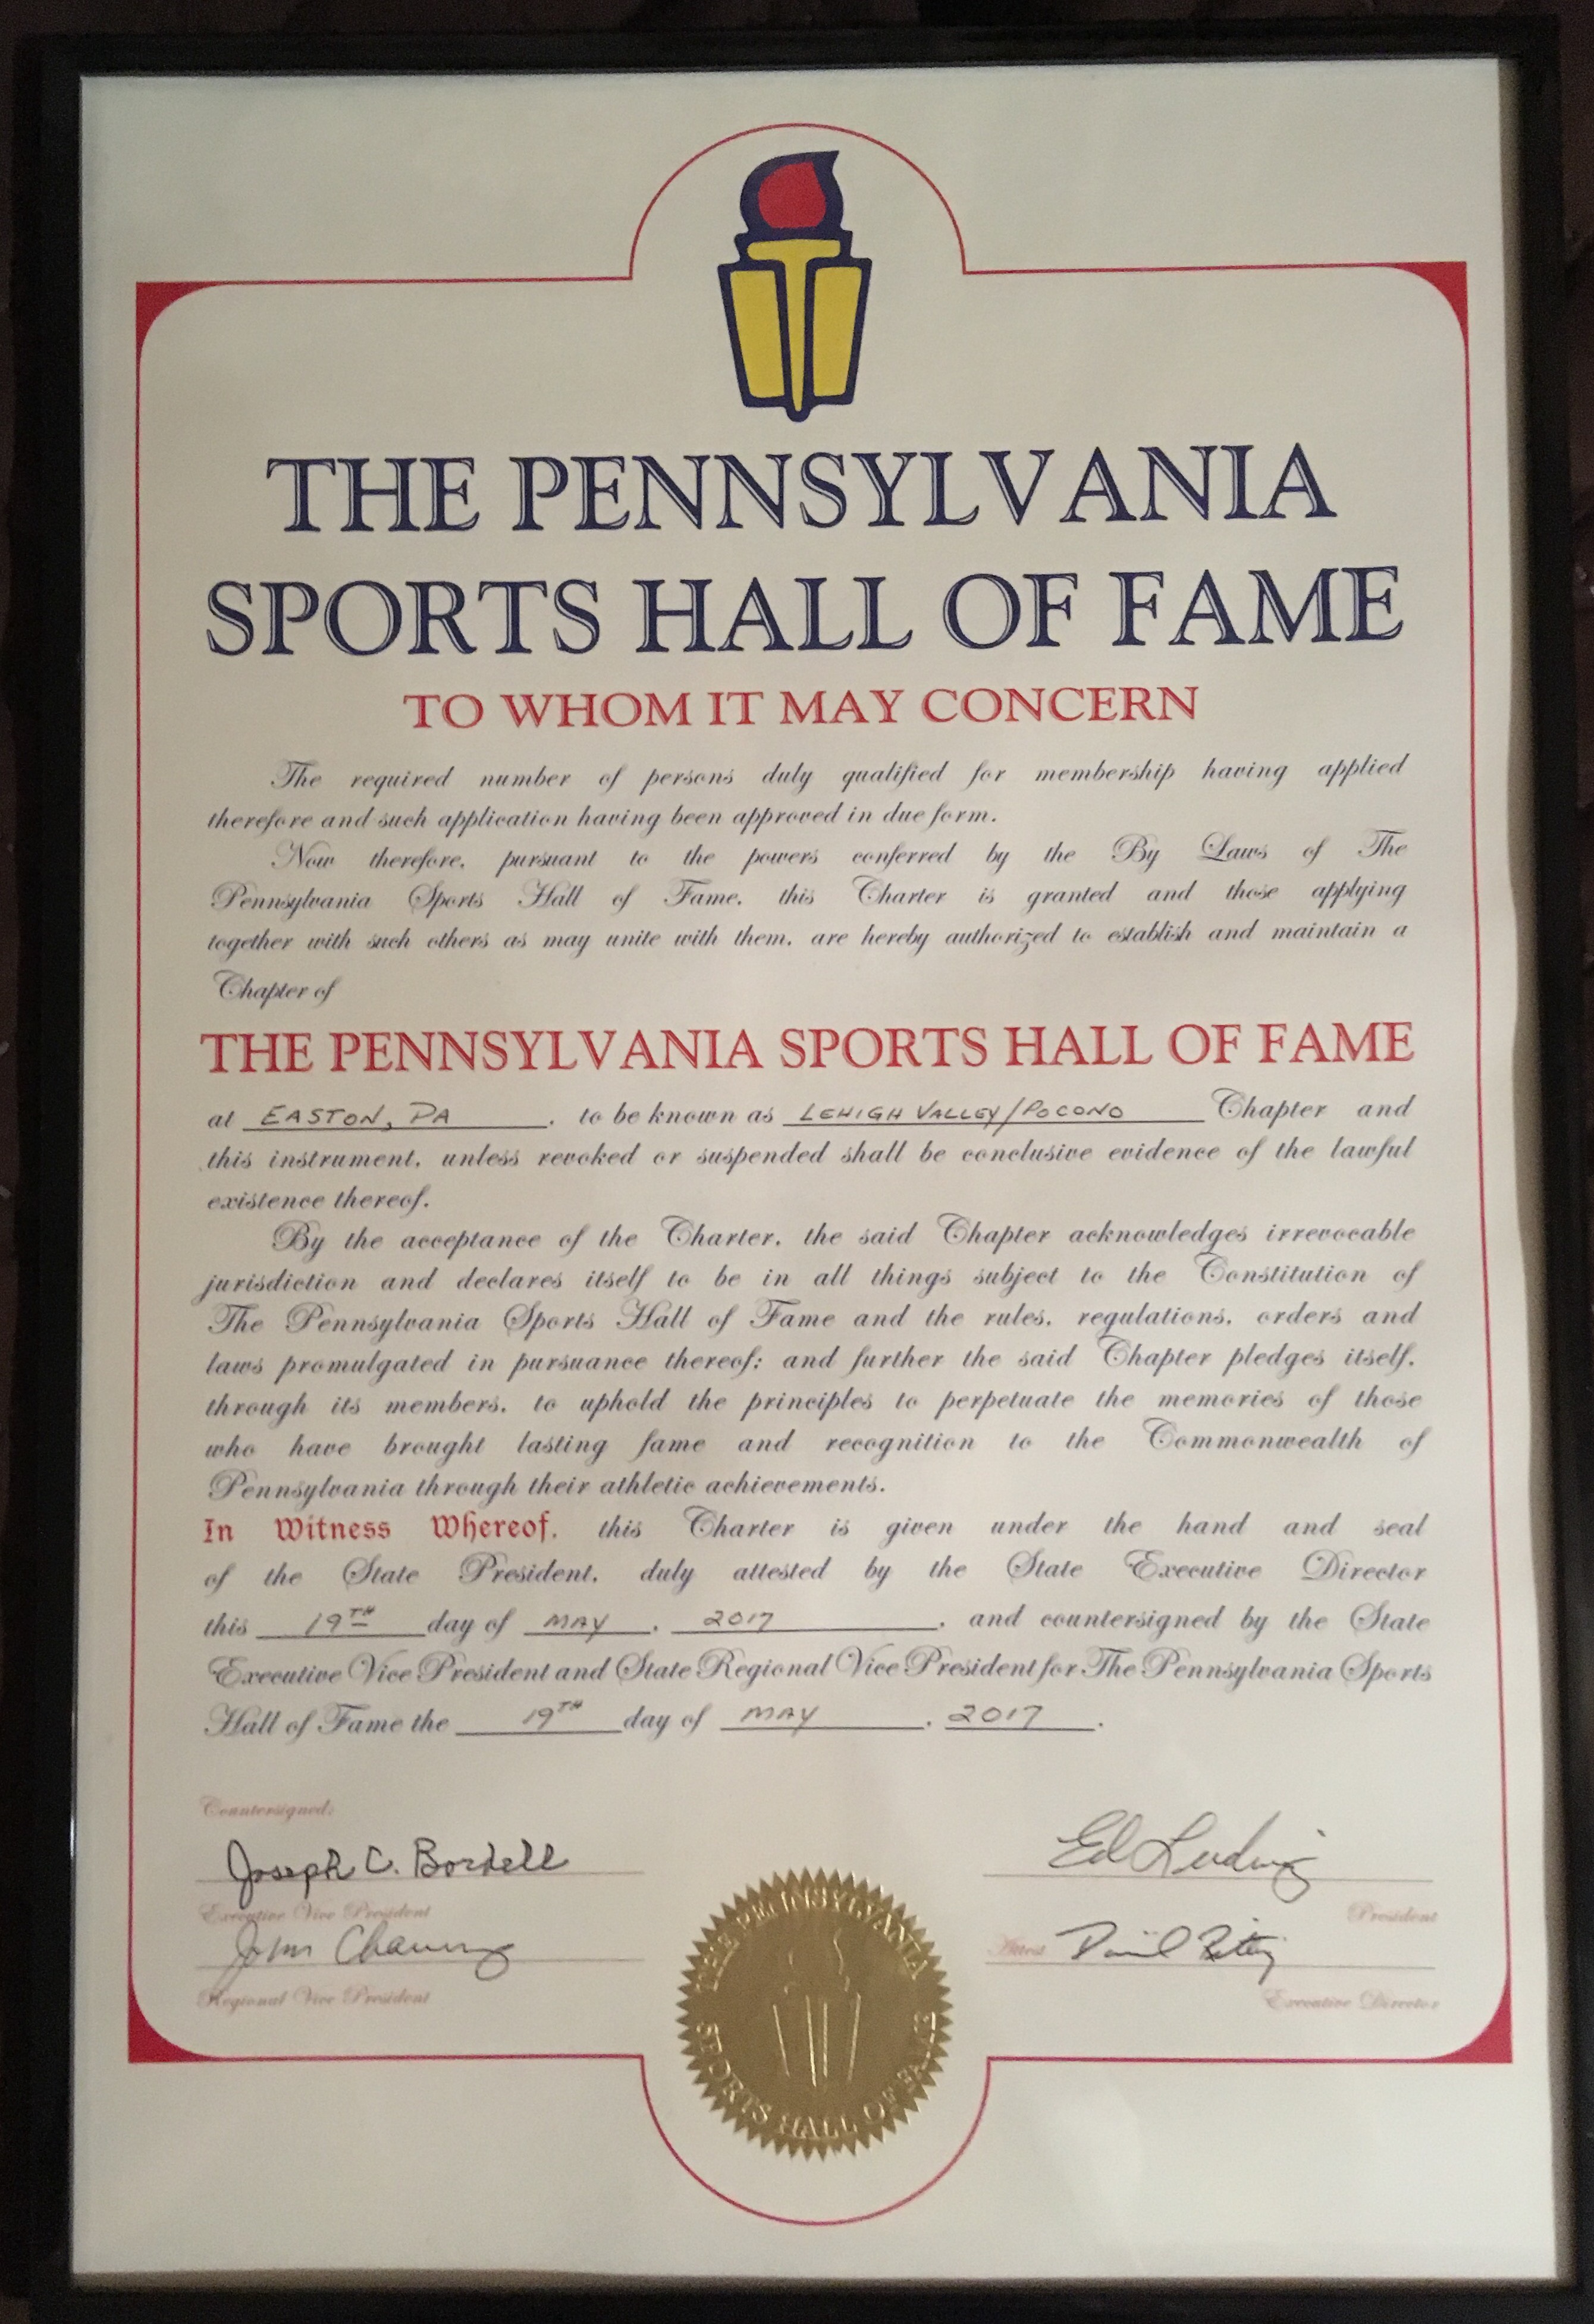 THE PENNSYLVANIA
SPORTS HALL OF FAME
TO WHOM IT MAY CONCERN
The required number of persons duly qualified for membership having applied
therefore and such application having been approved in due form.
Now therefore, pursuant to the powers conferred by the By Laws of The
Pennsylvania Sports Hall of Fame, this Charter is granted and those applying
together with such others as may unite with them, are hereby authorized to establish and maintain a
Chapter of
THE PENNSYLVANIA SPORTS HALL OF FAME
at EASTON, PA, to be known as LEHIGH VALLEY/POCONO Chapter and
this instrument, unless revoked or suspended shall be conclusive evidence of the lawful
existence thereof.
By the acceptance of the Charter, the said Chapter acknowledges irrevocable
jurisdiction and declares itself to be in all things subject to the Constitution of
The Pennsylvania Sports Hall of Fame and the rules, regulations, orders and
laws promulgated in pursuance thereof; and further the said Chapter pledges itself,
through its members, to uphold the principles to perpetuate the memories of those
who have brought lasting fame and recognition to the Commonwealth of
Pennsylvania through their athletic achievements.
In Witness Whereof, this Charter is given under the hand and seal
of the State President, duly attested by the State Executive Director
this 19TH day of MAY, 2017, and countersigned by the State
Executive Vice President and State Regional Vice President for The Pennsylvania Sports
Hall of Fame the 19TH day of MAY, 2017.
Countersigned:
Joseph C. Bordell
Executive Vice President
John
Regional Vice President
Ed Ludwig
President
Attest
Executive Director
THE PENNSYLVANIA
SPORTS HALL OF FAME